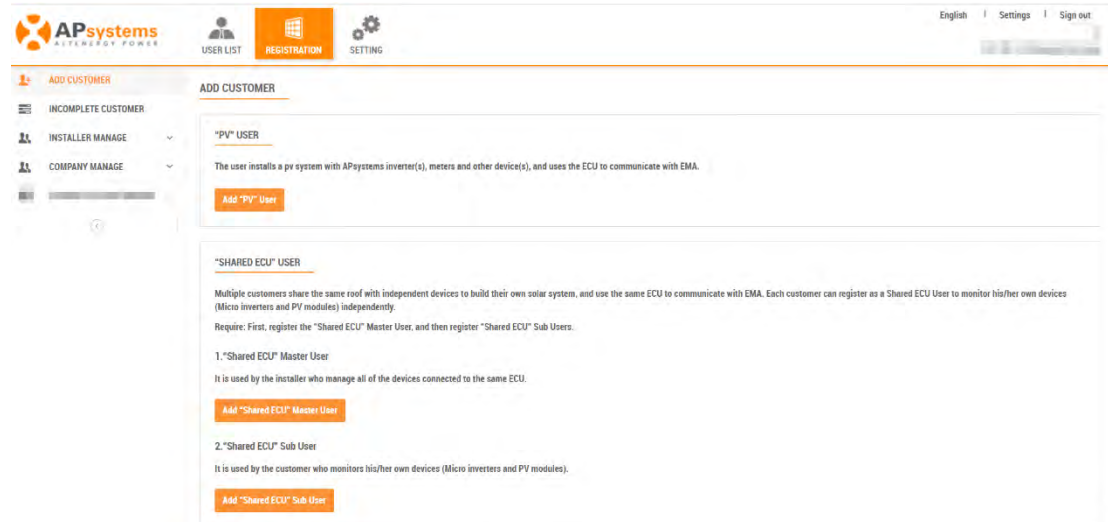 English | Settings | Sign out
APsystems
ALTENERGY POWER
USER LIST
REGISTRATION
SETTING
ADD CUSTOMER
INCOMPLETE CUSTOMER
INSTALLER MANAGE
COMPANY MANAGE
ADD CUSTOMER
"PV" USER
The user installs a pv system with APsystems inverter(s), meters and other device(s), and uses the ECU to communicate with EMA.
Add "PV" User
"SHARED ECU" USER
Multiple customers share the same roof with independent devices to build their own solar system, and use the same ECU to communicate with EMA. Each customer can register as a Shared ECU User to monitor his/her own devices
(Micro inverters and PV modules) independently.
Require: First, register the "Shared ECU" Master User, and then register "Shared ECU" Sub Users.
1."Shared ECU" Master User
It is used by the installer who manage all of the devices connected to the same ECU.
Add "Shared ECU" Master User
2."Shared ECU" Sub User
It is used by the customer who monitors his/her own devices (Micro inverters and PV modules).
Add "Shared ECU" Sub User